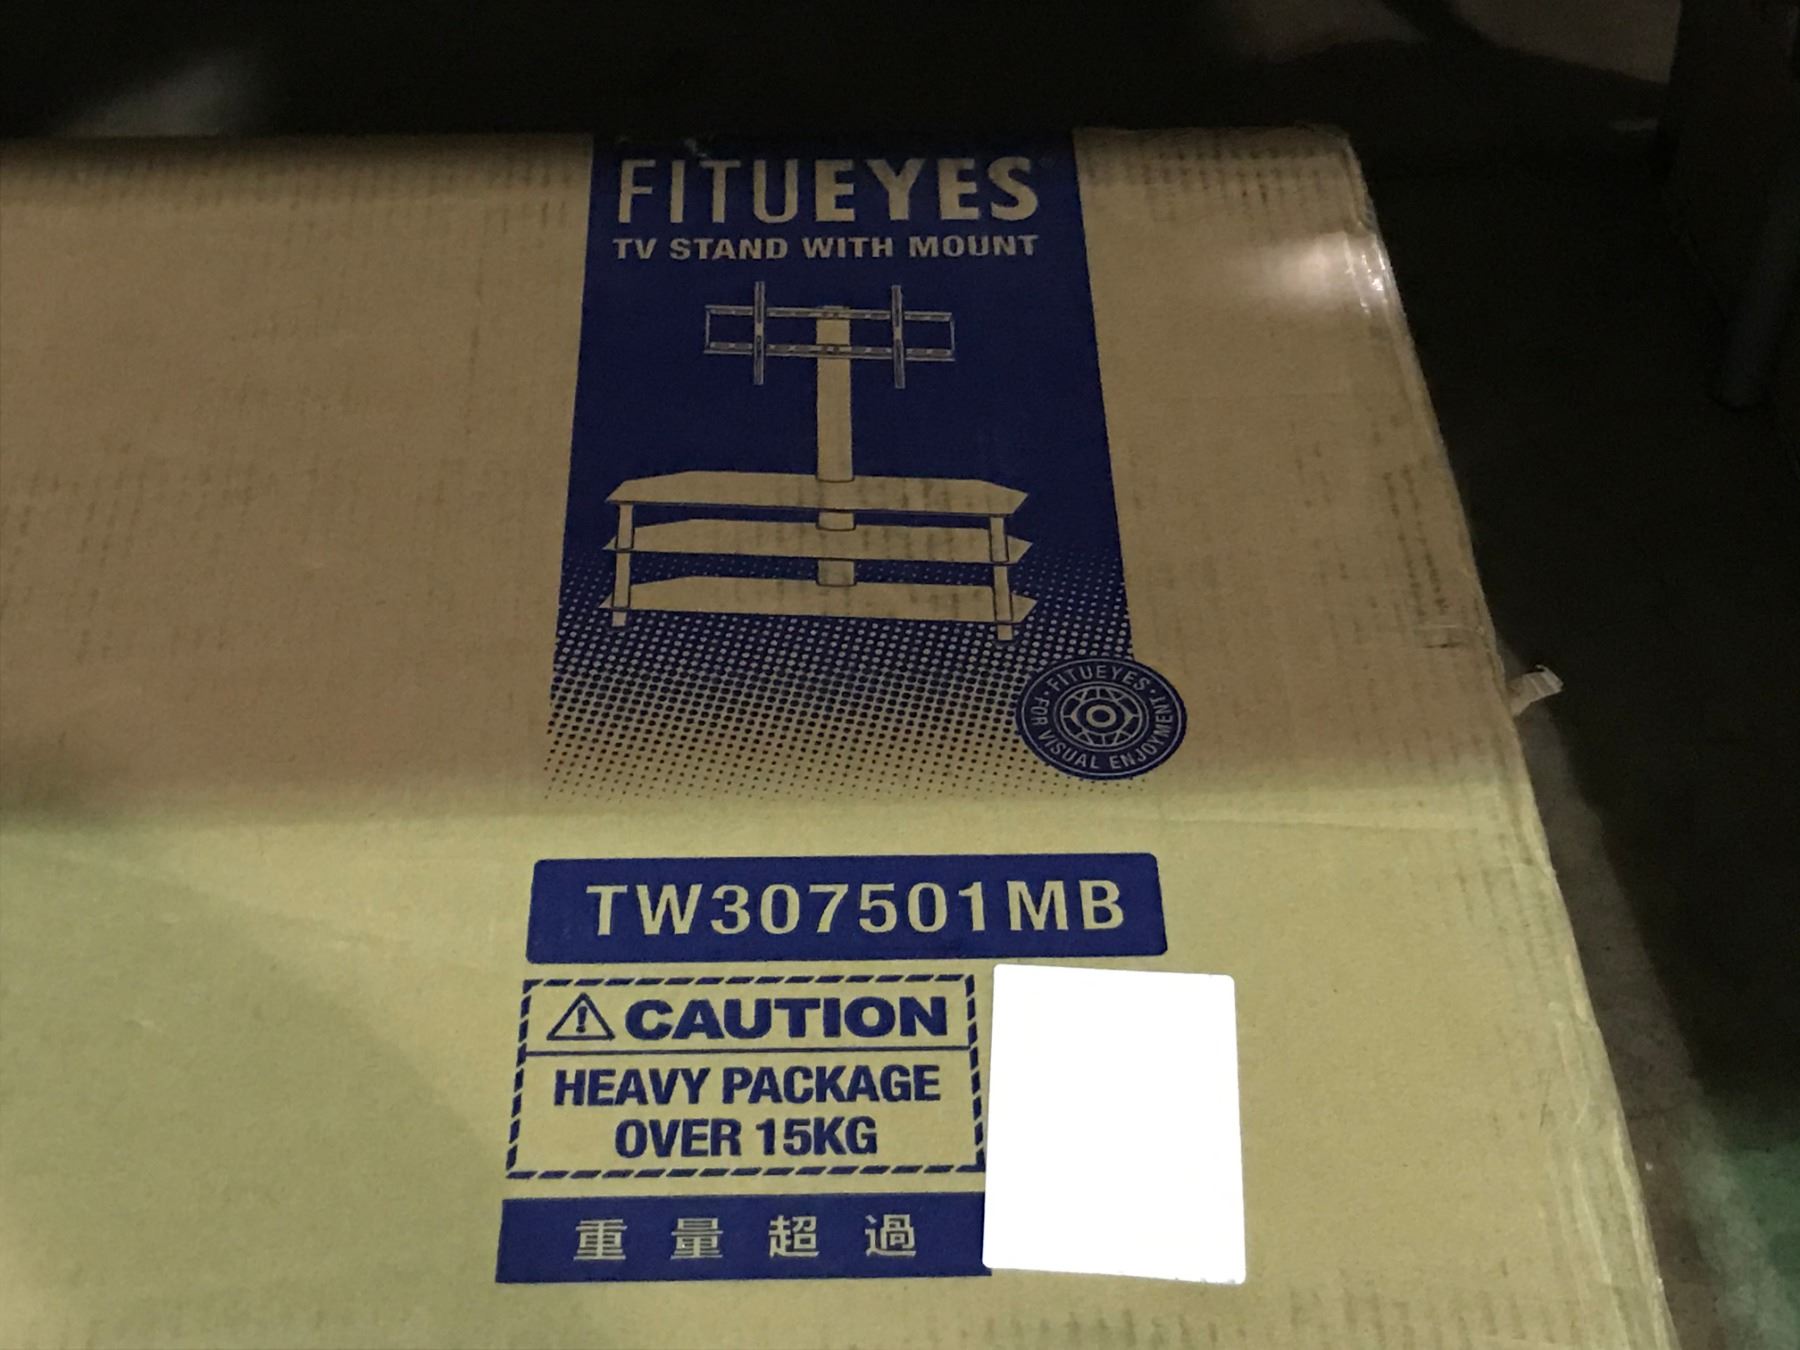 FITUEYES
TV STAND WITH MOUNT
FITUEYES
FOR VISUAL ENJOYMENT
TW307501MB
CAUTION
HEAVY PACKAGE
OVER 15KG
重量超過